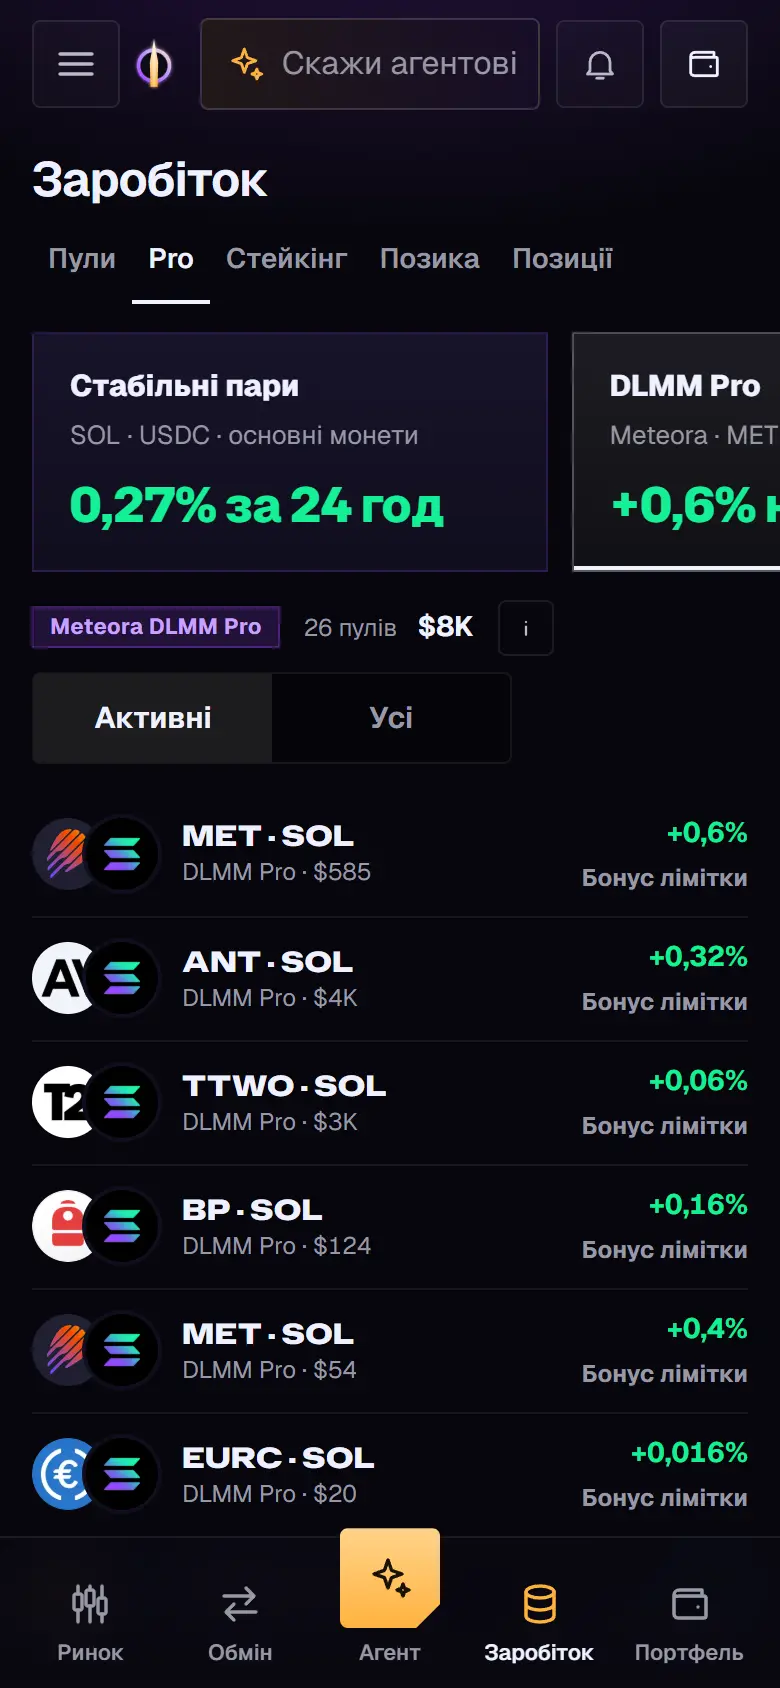 Скажи агентові
Заробіток
Пули Pro Стейкінг Позика Позиції
Стабільні пари
SOL · USDC · основні монети
0,27% за 24 год
DLMM Pro
Meteora · MET
+0,6%
Meteora DLMM Pro 26 пулів $8K i
Активні Усі
MET · SOL +0,6%
DLMM Pro · $585 Бонус лімітки
ANT · SOL +0,32%
DLMM Pro · $4K Бонус лімітки
TTWO · SOL +0,06%
DLMM Pro · $3K Бонус лімітки
BP · SOL +0,16%
DLMM Pro · $124 Бонус лімітки
MET · SOL +0,4%
DLMM Pro · $54 Бонус лімітки
EURC · SOL +0,016%
DLMM Pro · $20 Бонус лімітки
Ринок Обмін Агент Заробіток Портфель